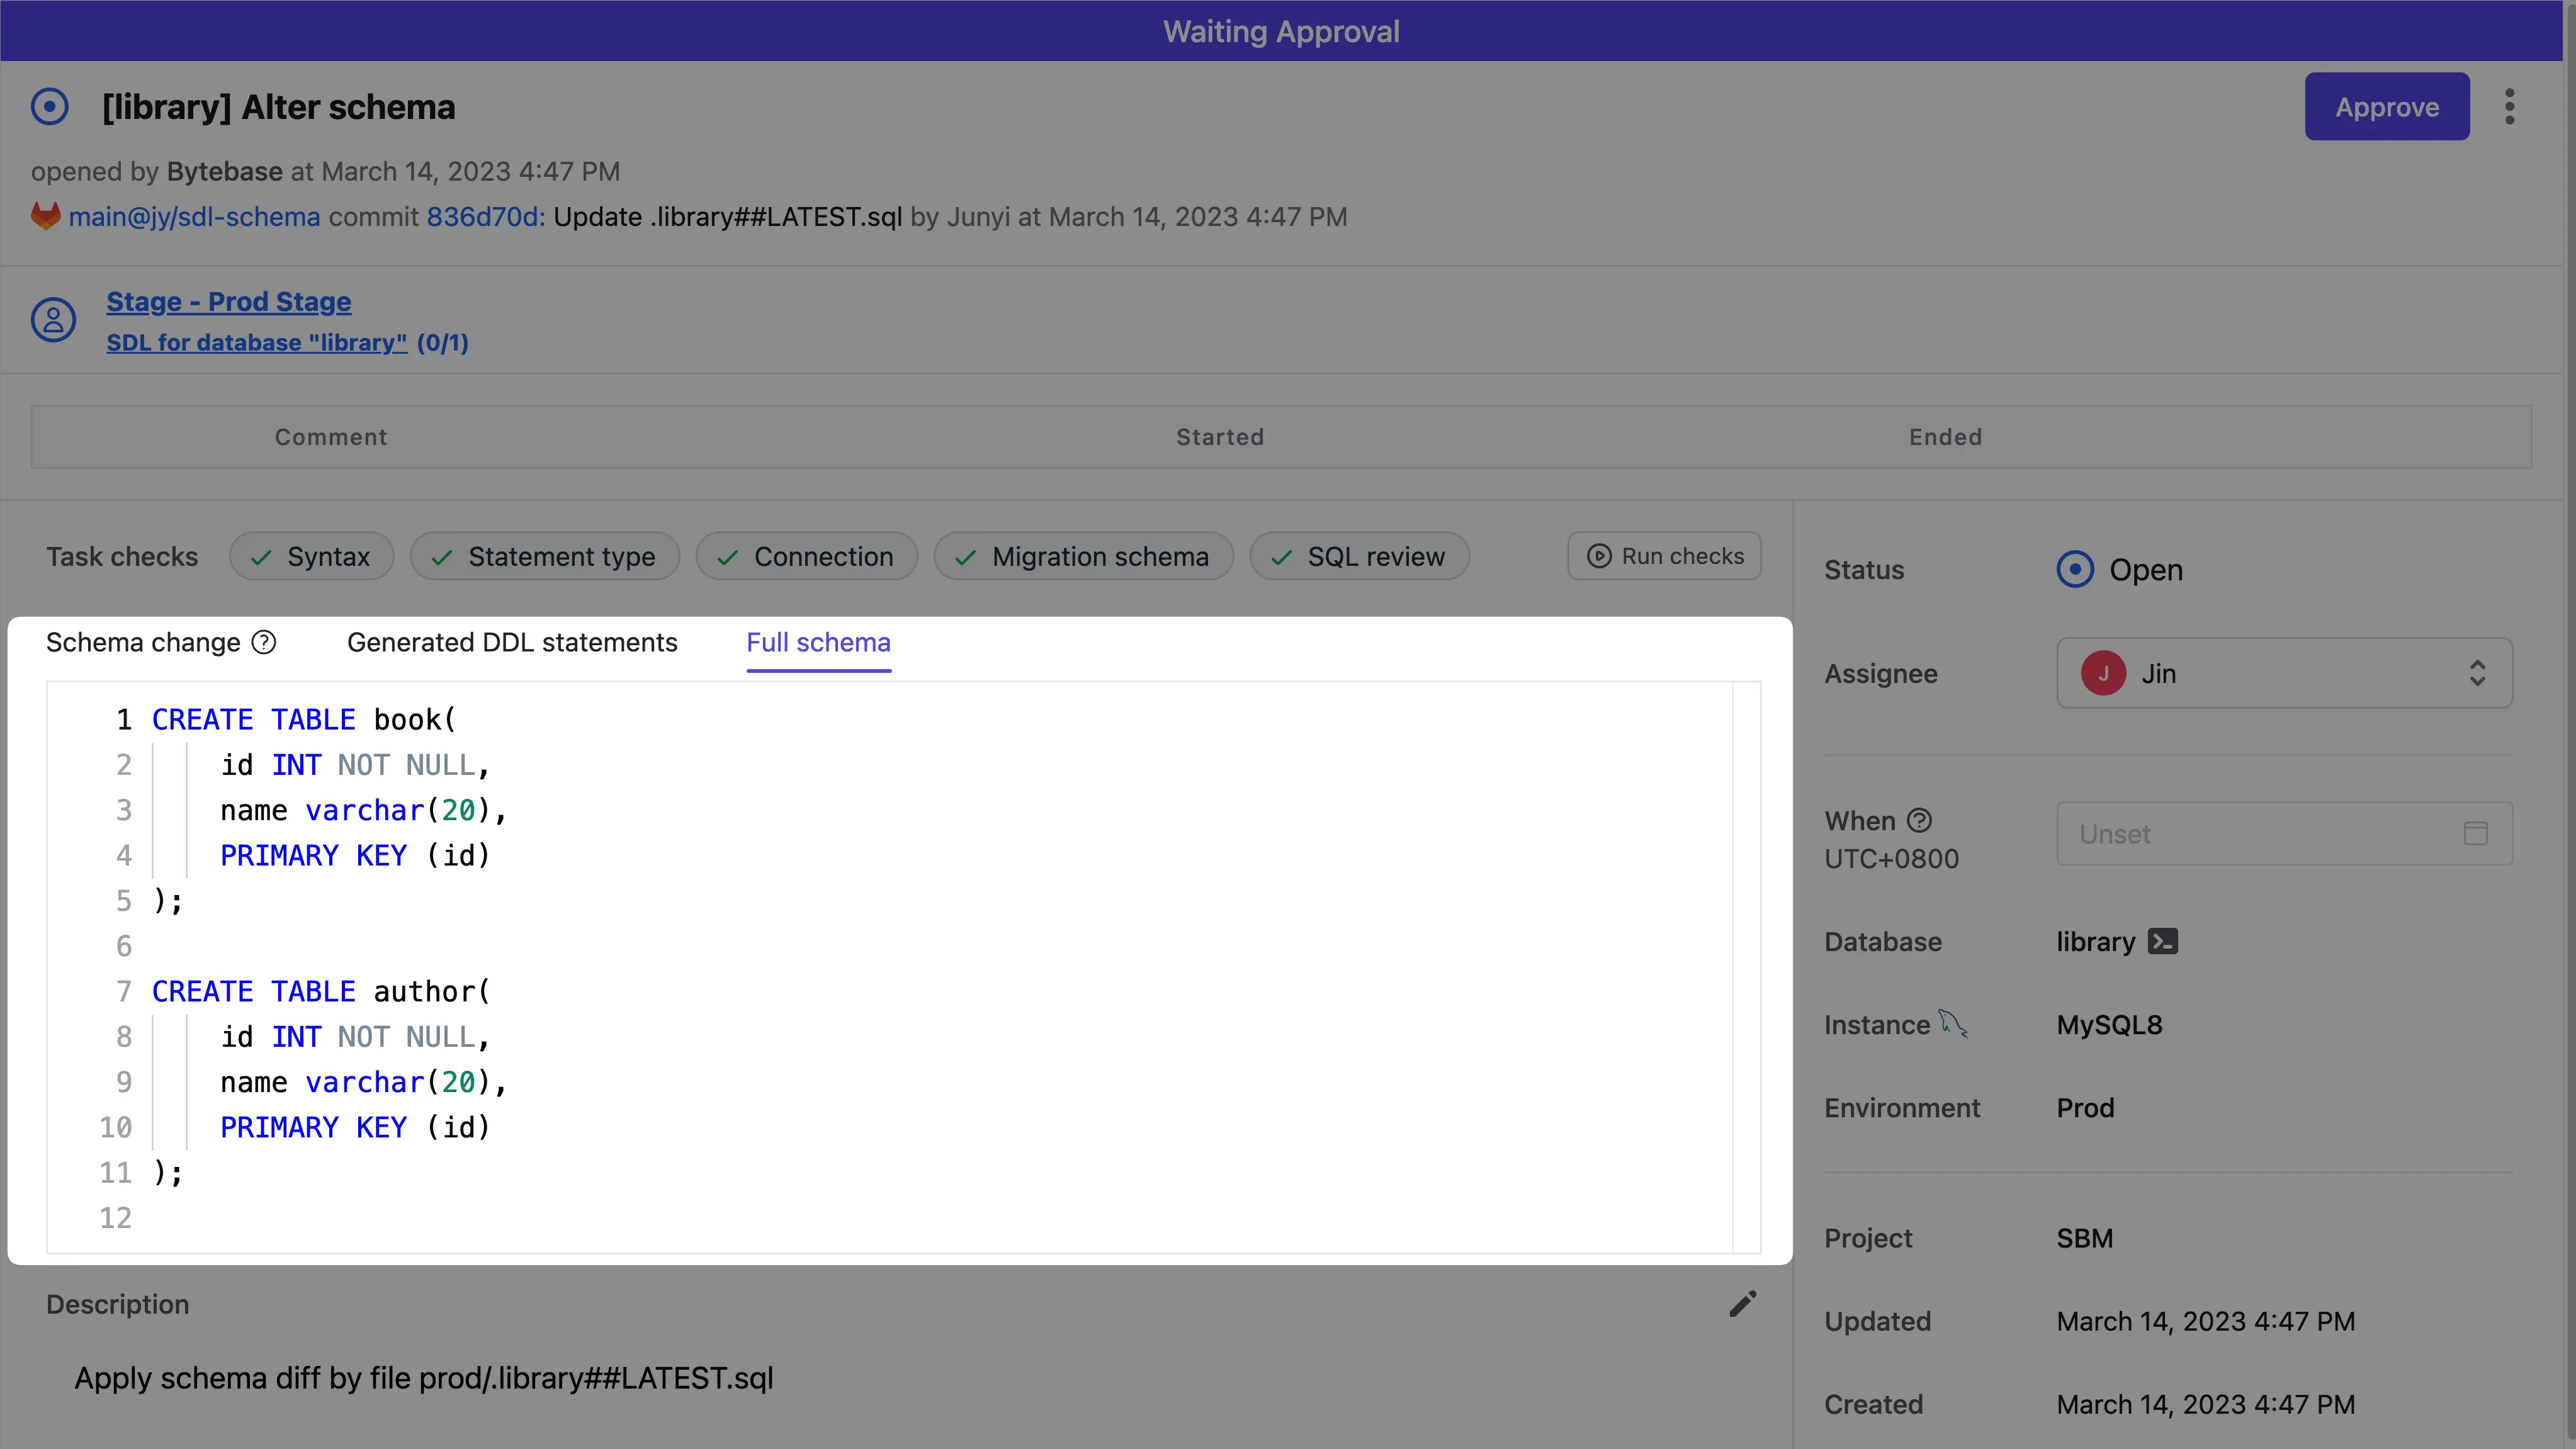 Waiting Approval
[library] Alter schema
Approve
opened by Bytebase at March 14, 2023 4:47 PM
main@jy/sdl-schema commit 836d70d: Update .library##LATEST.sql by Junyi at March 14, 2023 4:47 PM
Stage - Prod Stage
SDL for database "library" (0/1)
Comment Started Ended
Task checks Syntax Statement type Connection Migration schema SQL review Run checks
Schema change ? Generated DDL statements Full schema
1 CREATE TABLE book(
2 id INT NOT NULL,
3 name varchar(20),
4 PRIMARY KEY (id)
5 );
6
7 CREATE TABLE author(
8 id INT NOT NULL,
9 name varchar(20),
10 PRIMARY KEY (id)
11 );
12
Description
Apply schema diff by file prod/.library##LATEST.sql
Status Open
Assignee J Jin
When ? Unset
UTC+0800
Database library
Instance MySQL8
Environment Prod
Project SBM
Updated March 14, 2023 4:47 PM
Created March 14, 2023 4:47 PM